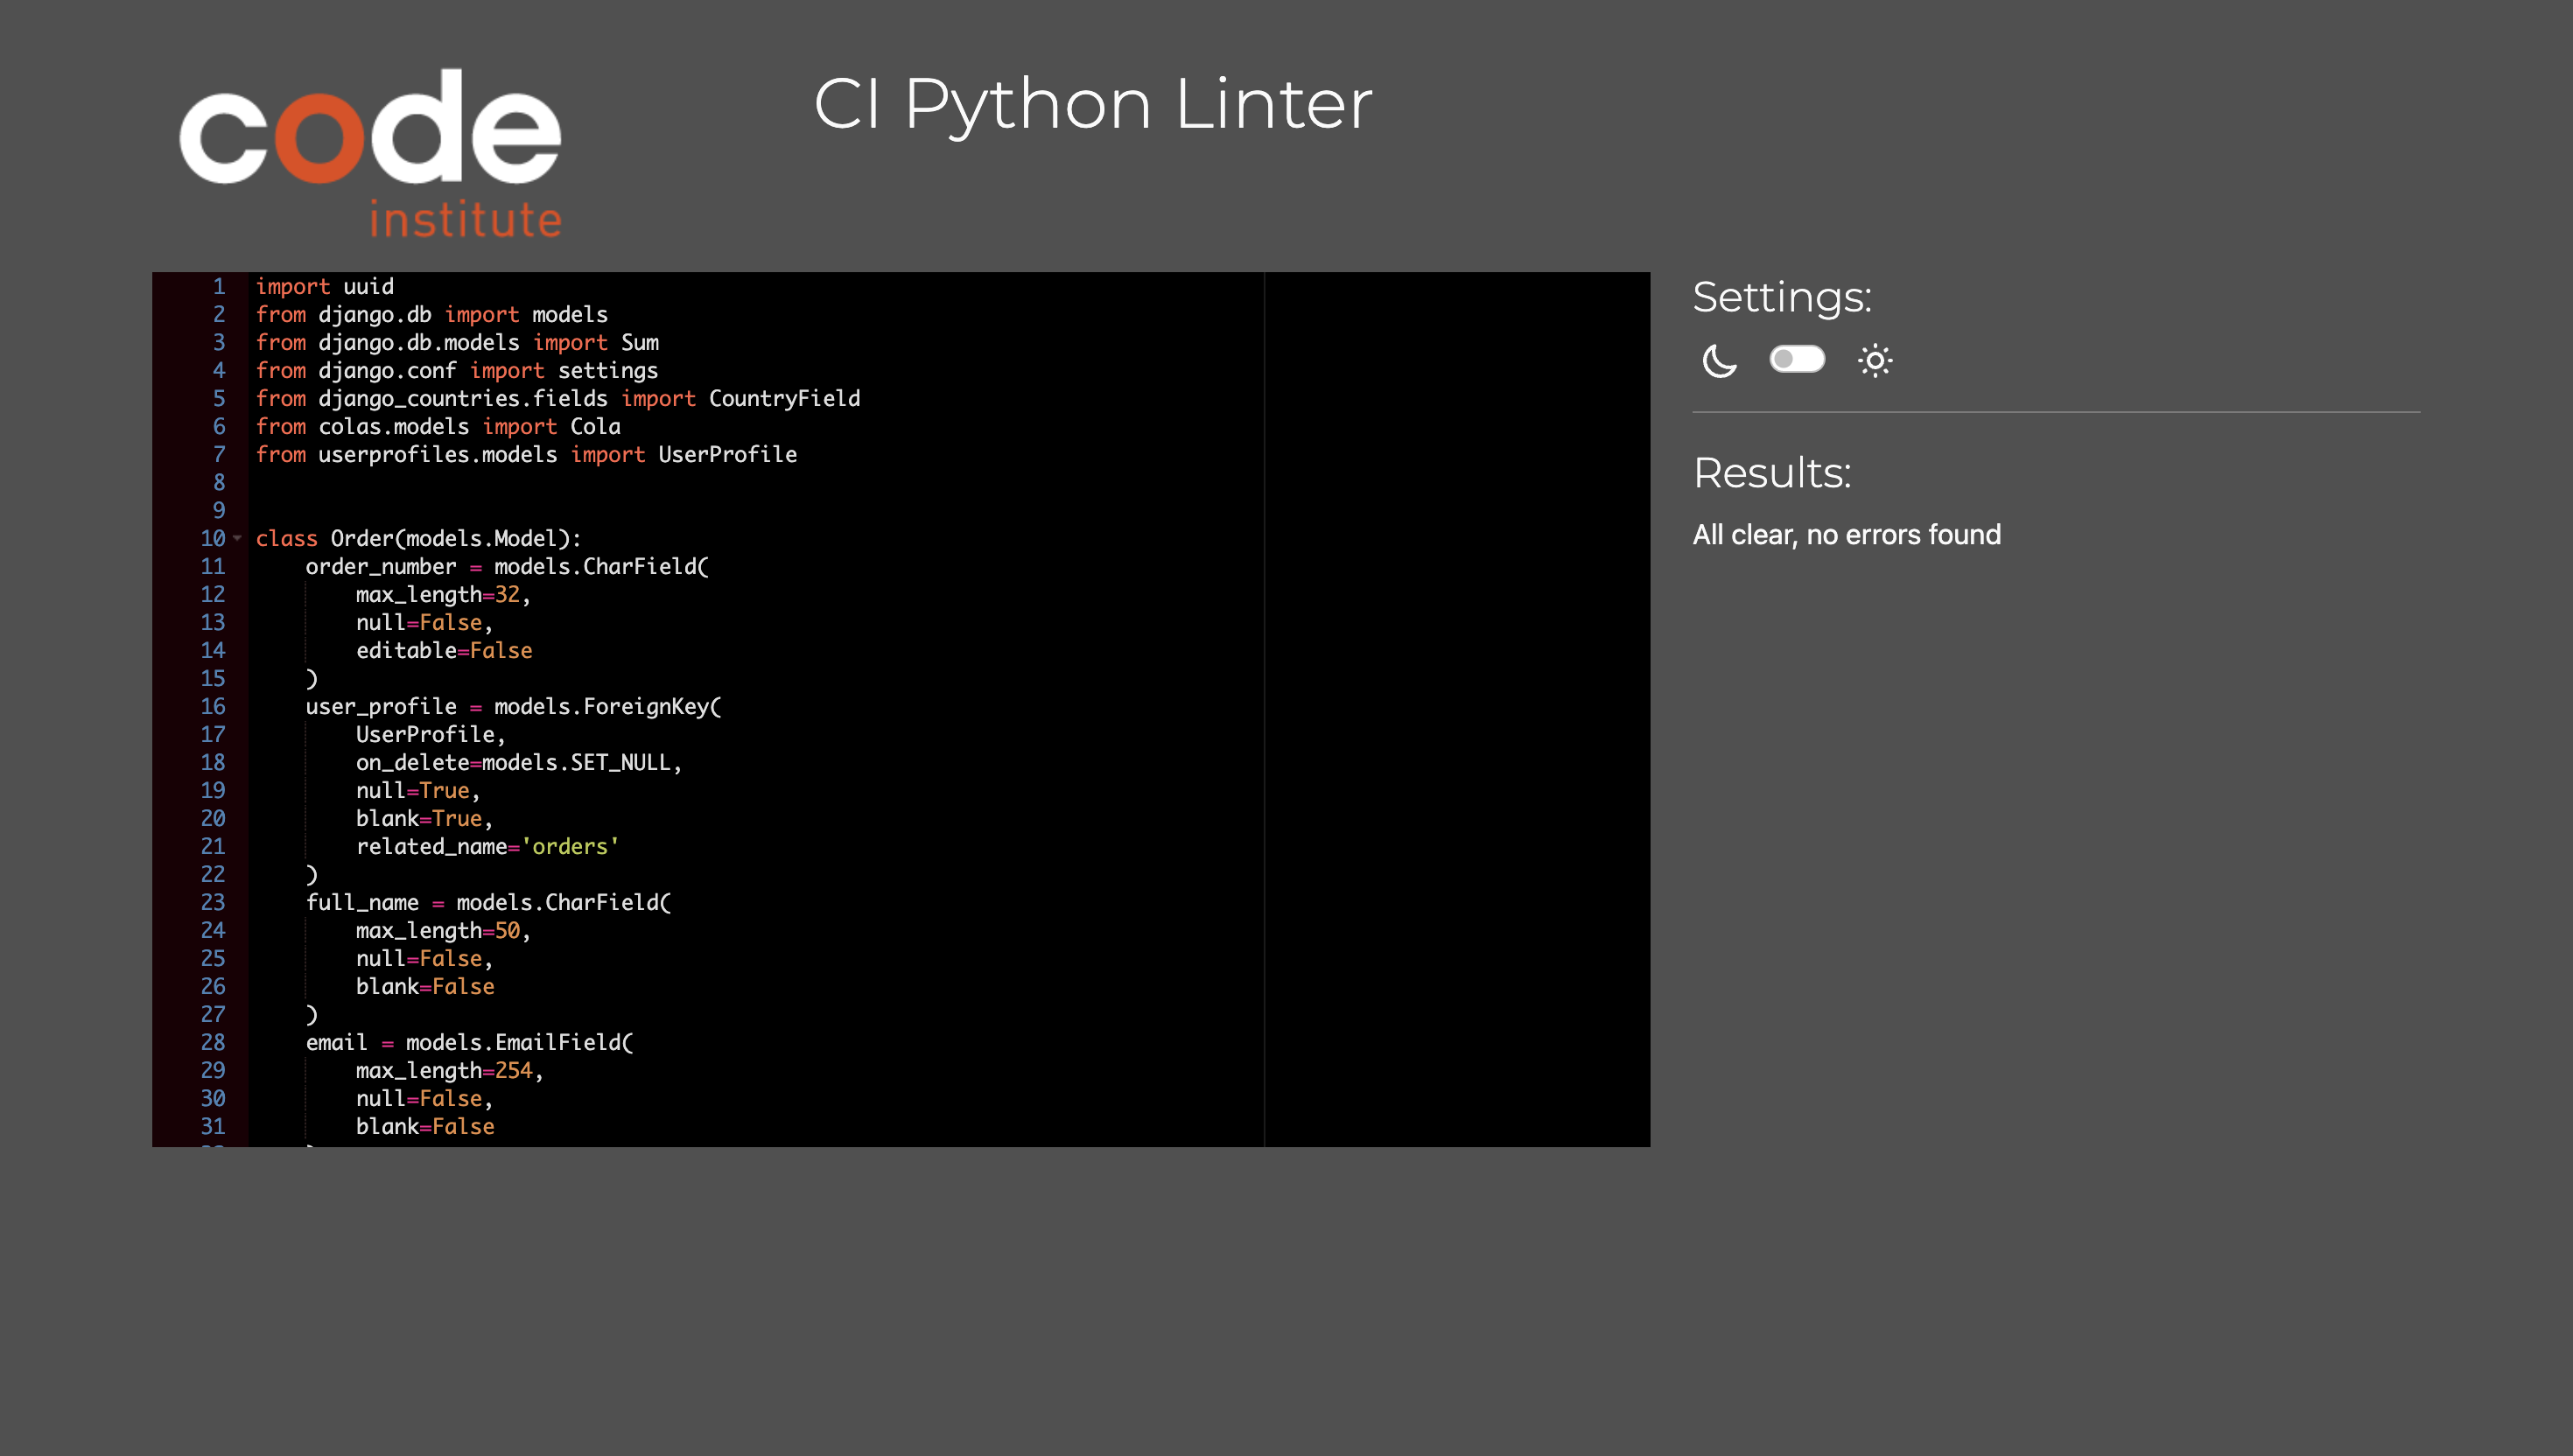 code
institute
CI Python Linter
1 import uuid
2 from django.db import models
3 from django.db.models import Sum
4 from django.conf import settings
5 from django_countries.fields import CountryField
6 from colas.models import Cola
7 from userprofiles.models import UserProfile
8
9
10 class Order(models.Model):
11     order_number = models.CharField(
12         max_length=32,
13         null=False,
14         editable=False
15     )
16     user_profile = models.ForeignKey(
17         UserProfile,
18         on_delete=models.SET_NULL,
19         null=True,
20         blank=True,
21         related_name='orders'
22     )
23     full_name = models.CharField(
24         max_length=50,
25         null=False,
26         blank=False
27     )
28     email = models.EmailField(
29         max_length=254,
30         null=False,
31         blank=False
Settings:
Results:
All clear, no errors found